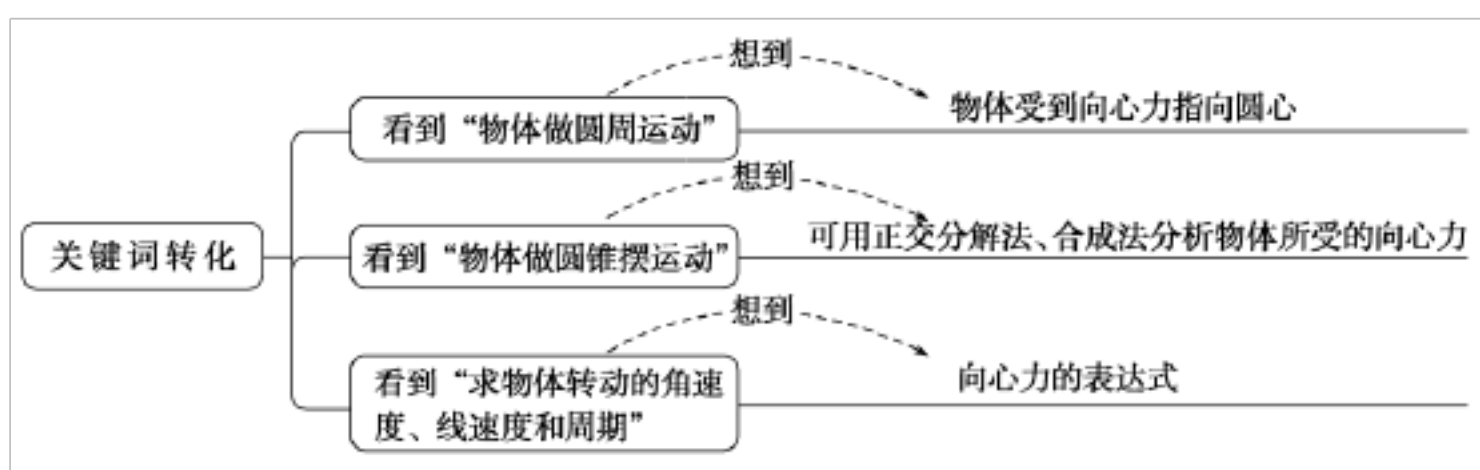 想到
看到“物体做圆周运动”
物体受到向心力指向圆心
想到
关键词转化
看到“物体做圆锥摆运动”
可用正交分解法、合成法分析物体所受的向心力
想到
看到“求物体转动的角速
度、线速度和周期”
向心力的表达式